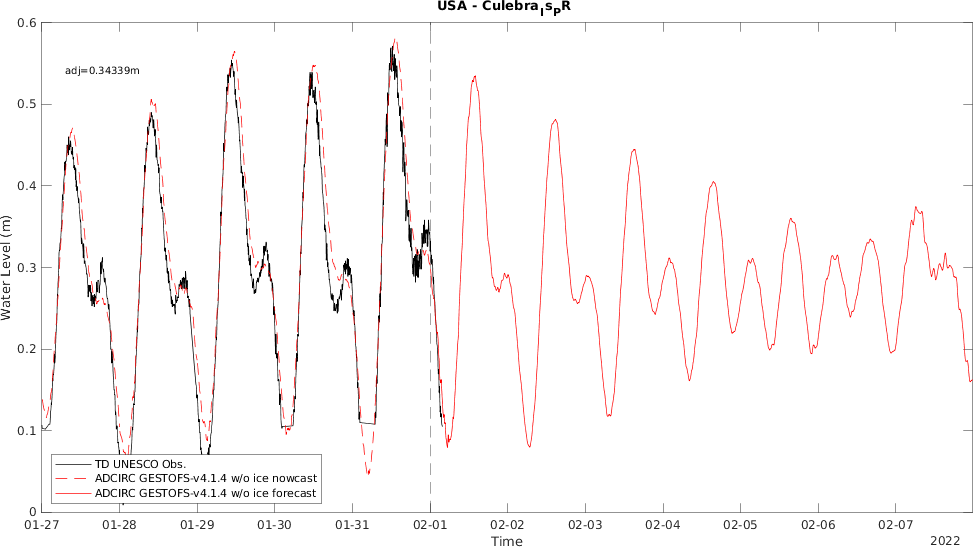 USA - CulebraIsPR
adj=0.34339m
Water Level (m)
0.6
0.5
0.4
0.3
0.2
0.1
0
TD UNESCO Obs.
ADCIRC GESTOFS-v4.1.4 w/o ice nowcast
ADCIRC GESTOFS-v4.1.4 w/o ice forecast
01-27 01-28 01-29 01-30 01-31 02-01 02-02 02-03 02-04 02-05 02-06 02-07
Time
2022